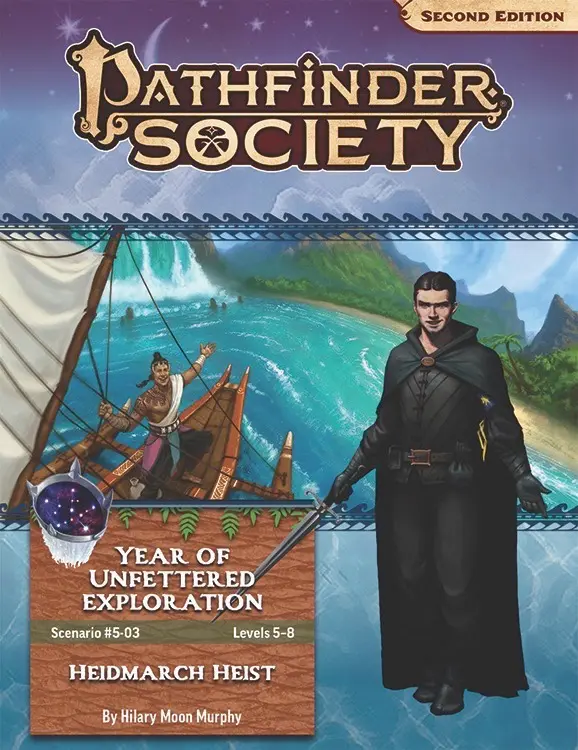 Second Edition
Pathfinder
Society
Year of
Unfettered
Exploration
Scenario #5-03 Levels 5–8
Heidmarch Heist
By Hilary Moon Murphy